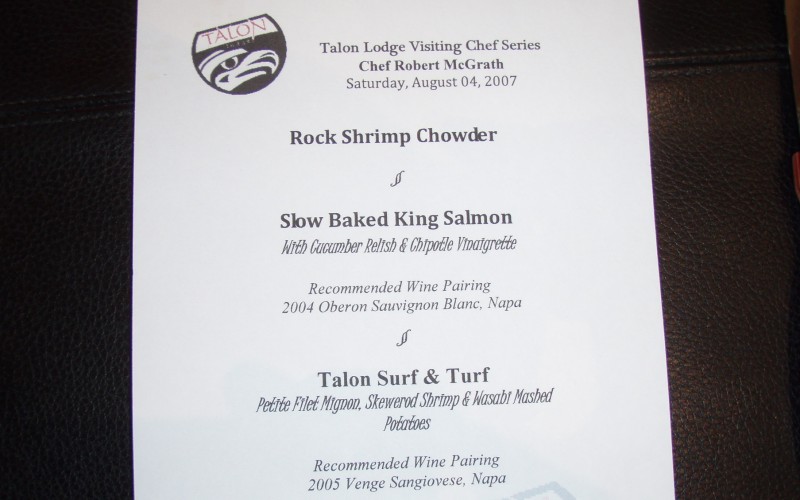 TALON
LODGE
Talon Lodge Visiting Chef Series
Chef Robert McGrath
Saturday, August 04, 2007
Rock Shrimp Chowder
Slow Baked King Salmon
With Cucumber Relish & Chipotle Vinaigrette
Recommended Wine Pairing
2004 Oberon Sauvignon Blanc, Napa
Talon Surf & Turf
Petite Filet Mignon, Skewerod Shrimp & Wasabi Mashed
Potatoes
Recommended Wine Pairing
2005 Venge Sangiovese, Napa